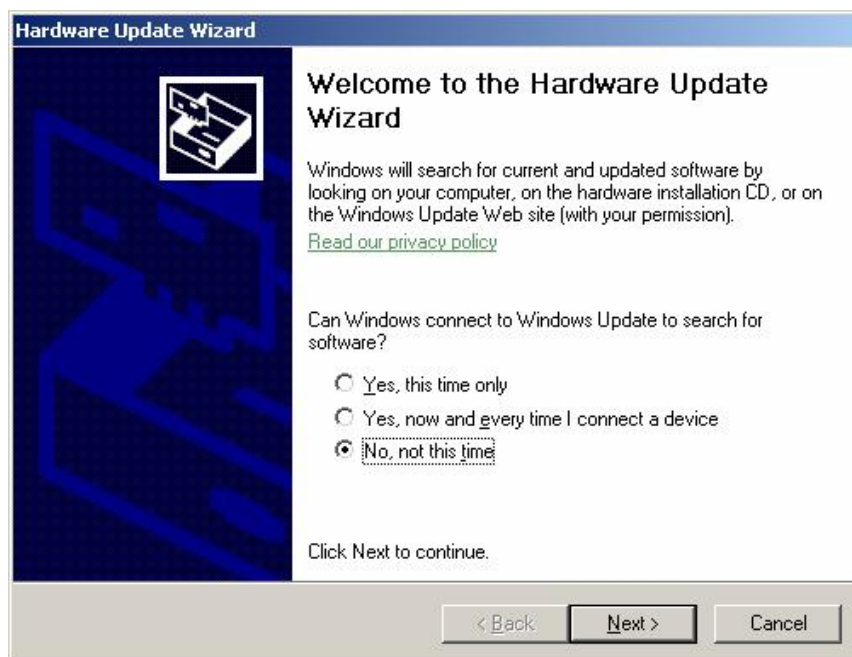 Hardware Update Wizard
Welcome to the Hardware Update
Wizard
Windows will search for current and updated software by
looking on your computer, on the hardware installation CD, or on
the Windows Update Web site (with your permission).
Read our privacy policy
Can Windows connect to Windows Update to search for
software?
Yes, this time only
Yes, now and every time I connect a device
No, not this time
Click Next to continue.
< Back
Next >
Cancel